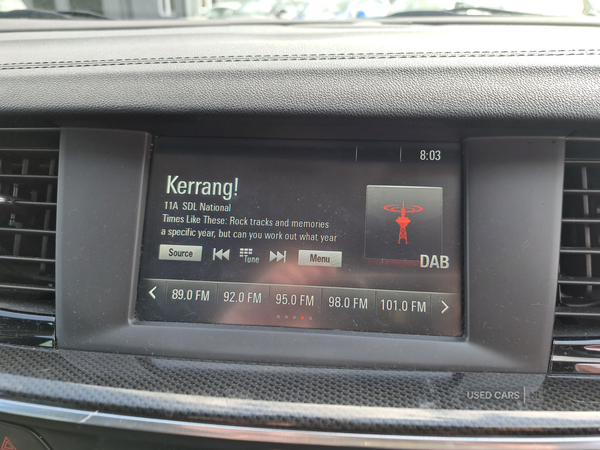 8:03
Kerrang!
11A SDL National
Times Like These: Rock tracks and memories
a specific year, but can you work out what year
Source Tune Menu
DAB
89.0 FM 92.0 FM 95.0 FM 98.0 FM 101.0 FM
USED CARS